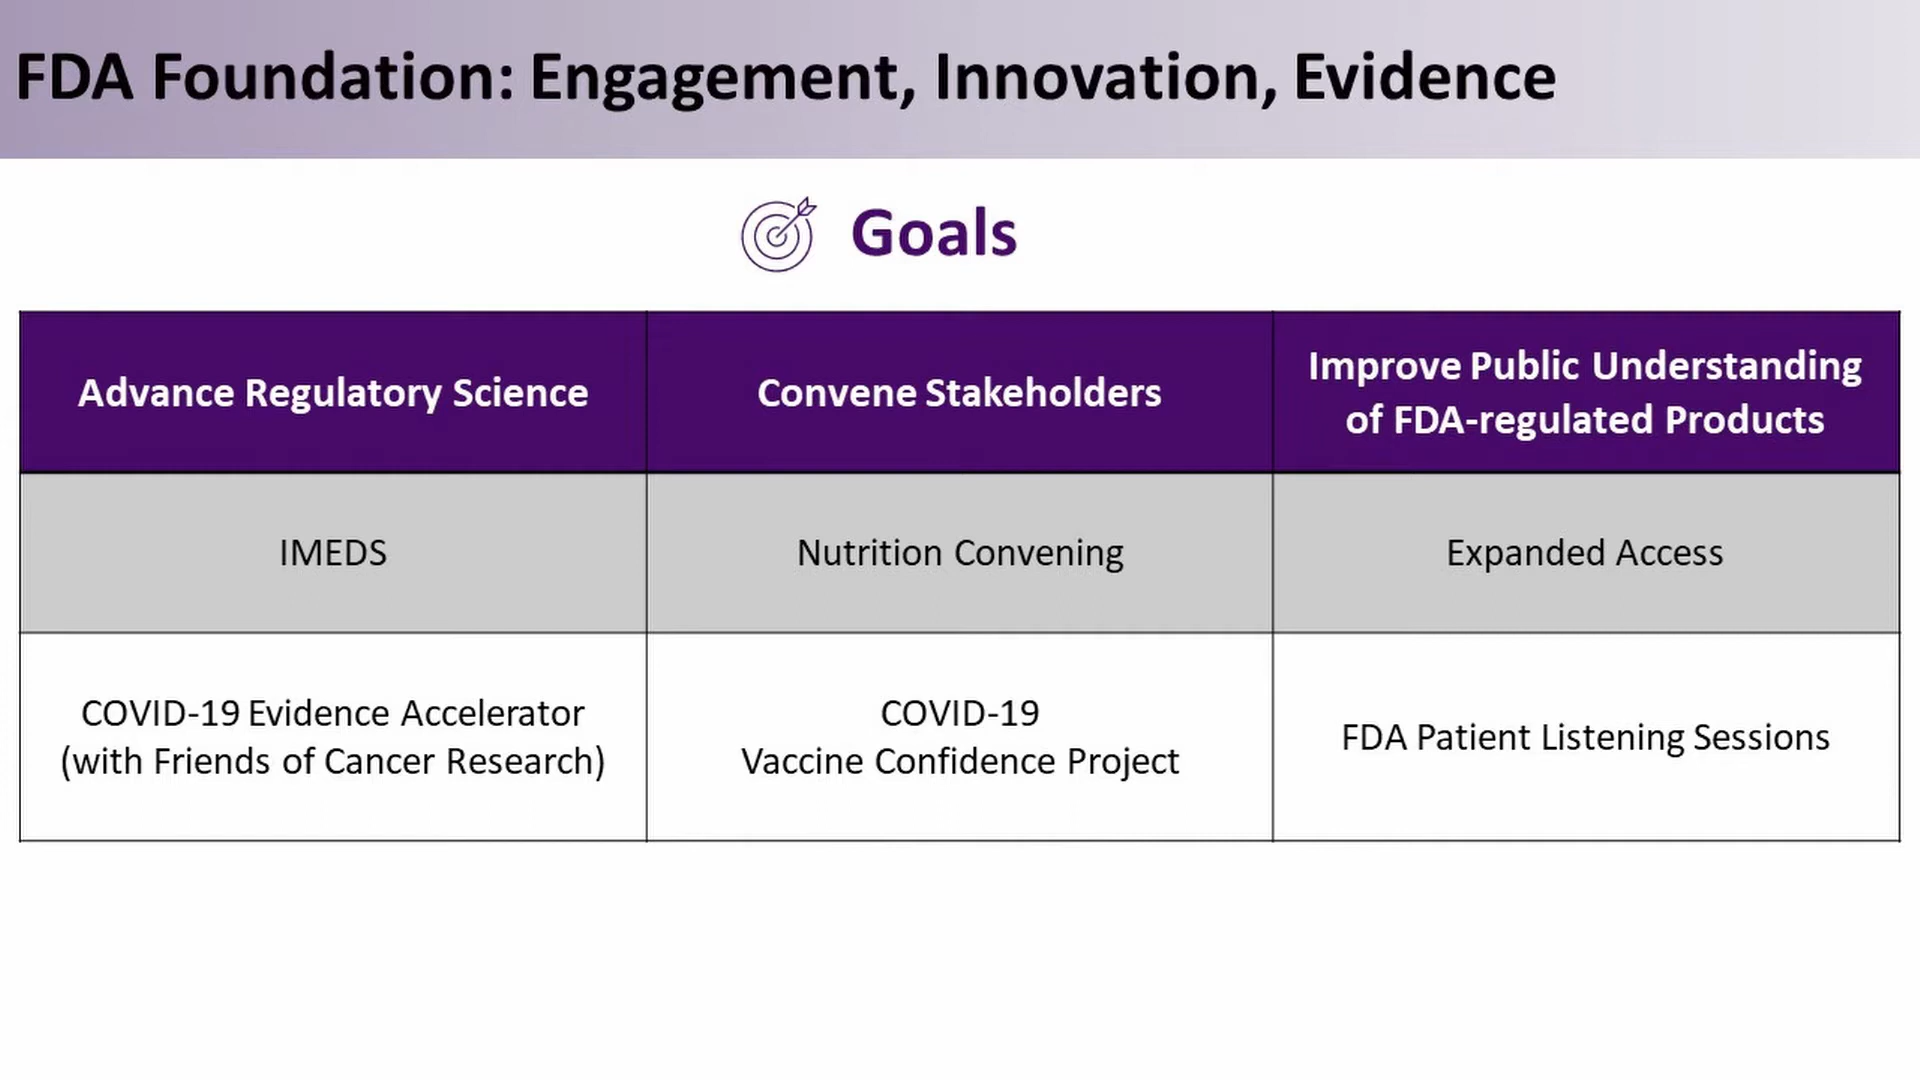 FDA Foundation: Engagement, Innovation, Evidence
Goals
Advance Regulatory Science
Convene Stakeholders
Improve Public Understanding
of FDA-regulated Products
IMEDS
Nutrition Convening
Expanded Access
COVID-19 Evidence Accelerator
(with Friends of Cancer Research)
COVID-19
Vaccine Confidence Project
FDA Patient Listening Sessions